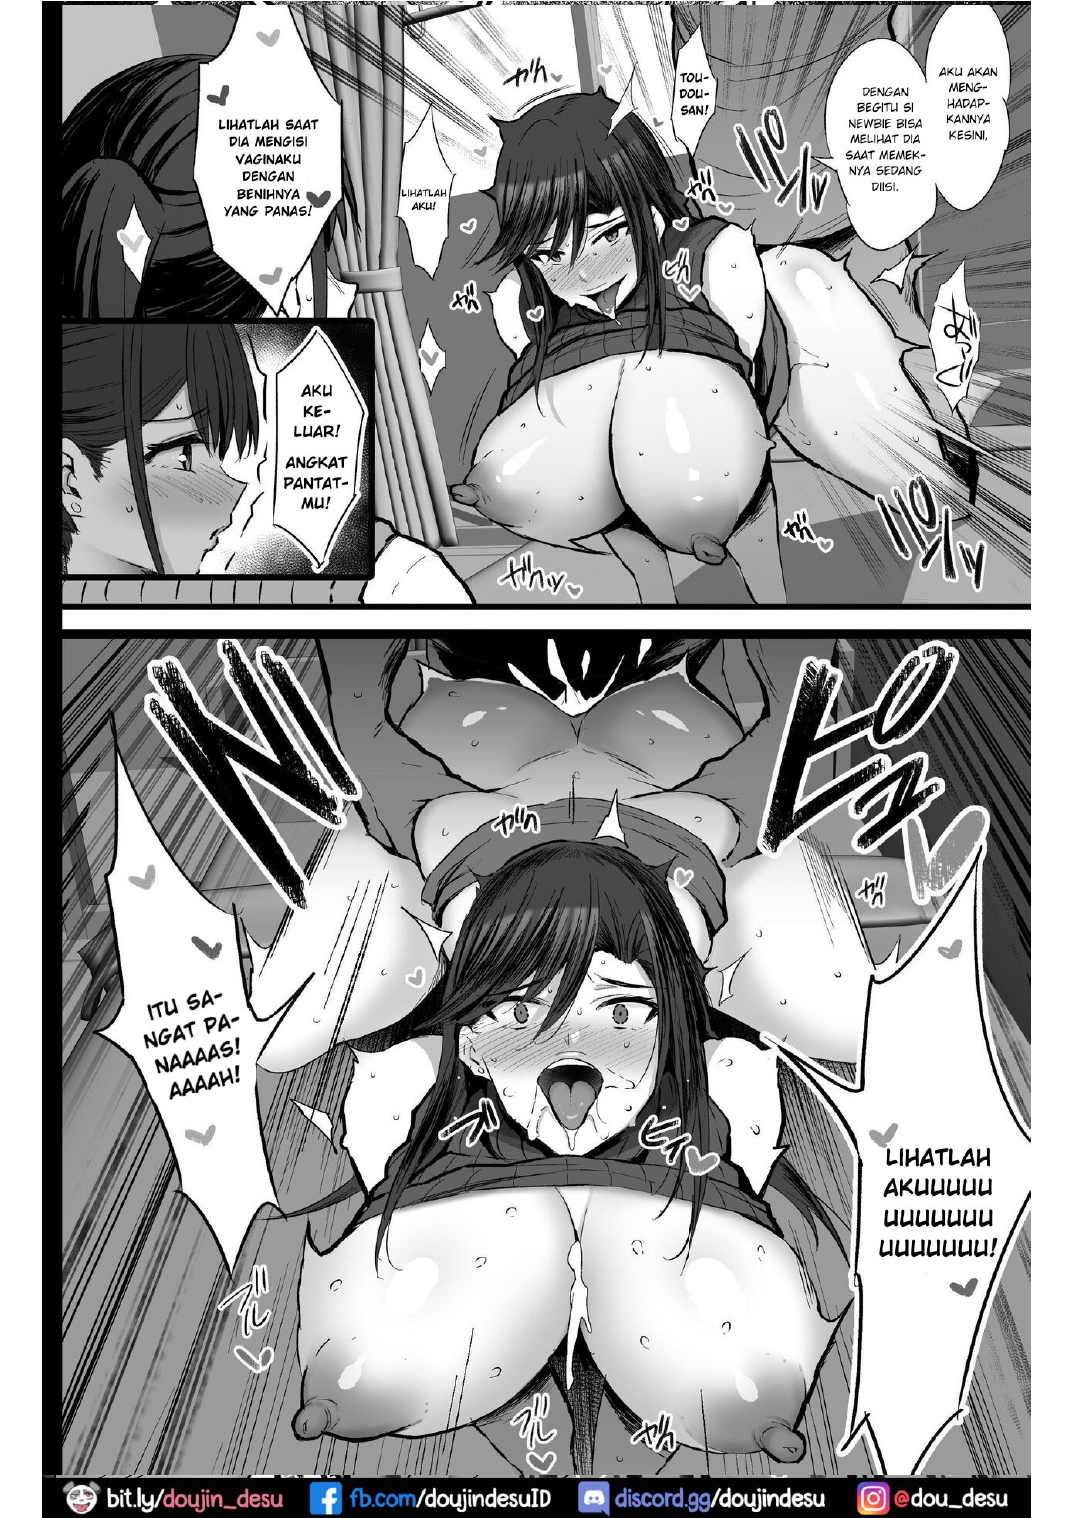 AKU AKAN
MENG-
HADAP-
KANNYA
KESINI,
DENGAN
BEGITU SI
NEWBIE BISA
MELIHAT DIA
SAAT MEMEK-
NYA SEDANG
DIISI.
TOU-
DOU-
SAN!
LIHATLAH
AKU!
LIHATLAH SAAT
DIA MENGISI
VAGINAKU
DENGAN
BENIHNYA
YANG PANAS!
AKU
KE-
LUAR!
ANGKAT
PANTAT-
MU!
ITU SA-
NGAT PA-
NAAAAS!
AAAAH!
LIHATLAH
AKUUUUU
UUUUUUU
UUUUUUU!
bit.ly/doujin_desu
fb.com/doujindesuID
discord.gg/doujindesu
@dou_desu